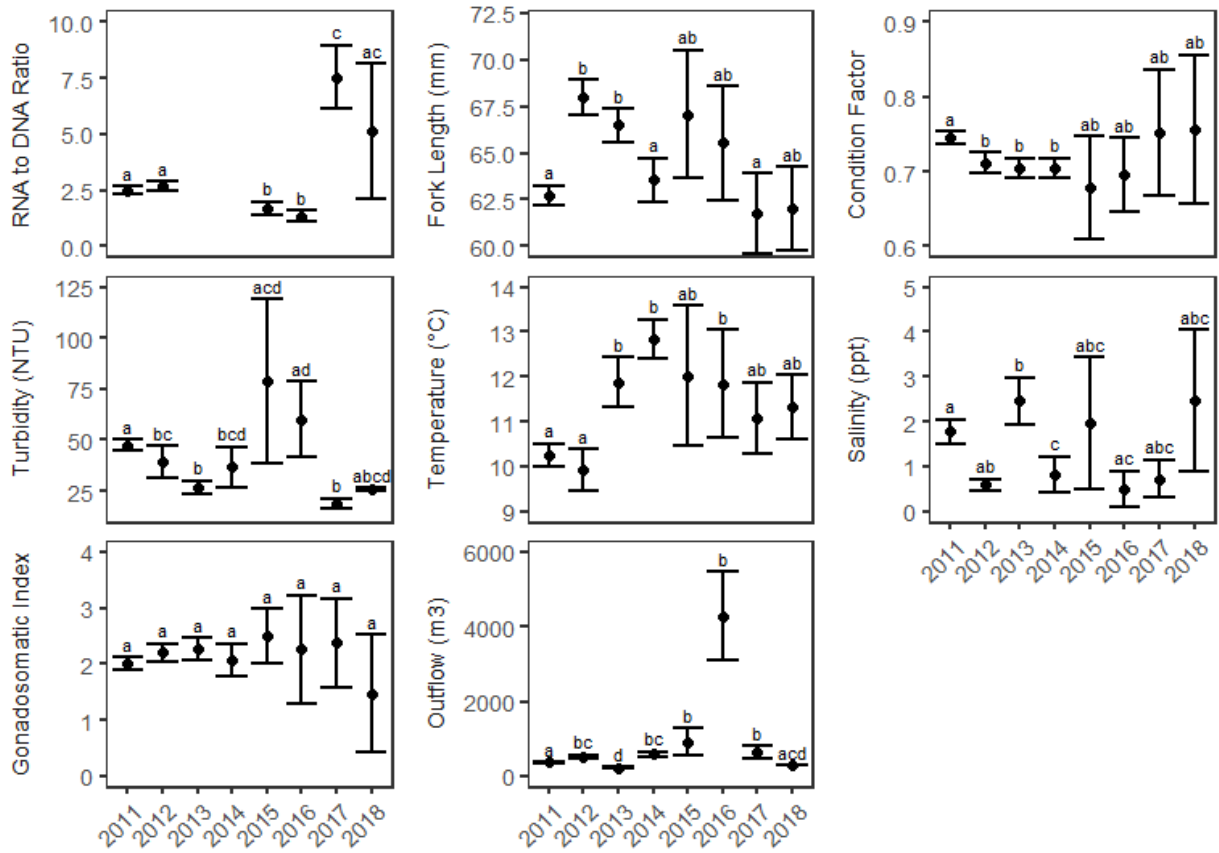 RNA to DNA Ratio
10.0
7.5
5.0
2.5
0.0
a a b b c ac
Fork Length (mm)
72.5
70.0
67.5
65.0
62.5
60.0
a b b a ab ab a ab
Condition Factor
0.9
0.8
0.7
0.6
a b b b ab ab ab ab
Turbidity (NTU)
125
100
75
50
25
a bc b bcd acd ad b abcd
Temperature (°C)
14
13
12
11
10
9
a a b b ab b ab ab
Salinity (ppt)
5
4
3
2
1
0
a ab b c abc ac abc abc
2011 2012 2013 2014 2015 2016 2017 2018
Gonadosomatic Index
4
3
2
1
0
a a a a a a a a
2011 2012 2013 2014 2015 2016 2017 2018
Outflow (m3)
6000
4000
2000
0
a bc d bc b b b acd
2011 2012 2013 2014 2015 2016 2017 2018